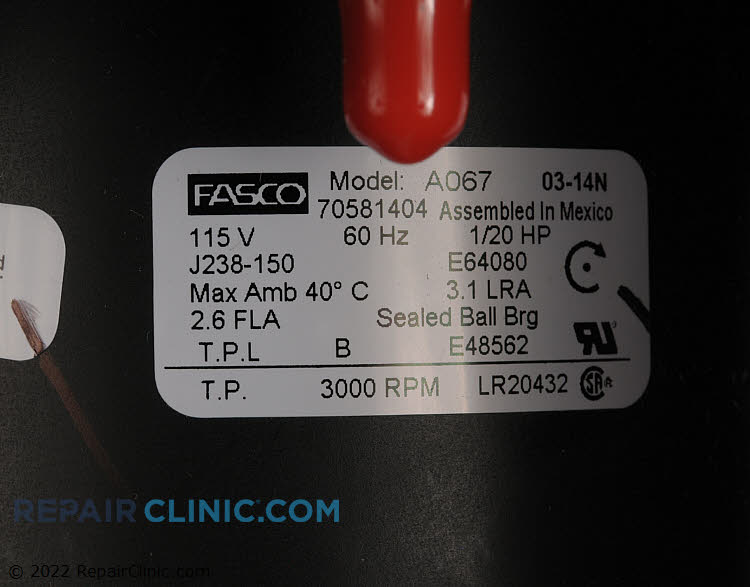 FASCO
Model: A067 03-14N
70581404 Assembled In Mexico
115 V 60 Hz 1/20 HP
J238-150 E64080
Max Amb 40° C 3.1 LRA
2.6 FLA Sealed Ball Brg
T.P.L B E48562
T.P. 3000 RPM LR20432
REPAIR CLINIC.COM
© 2022 RepairClinic.com